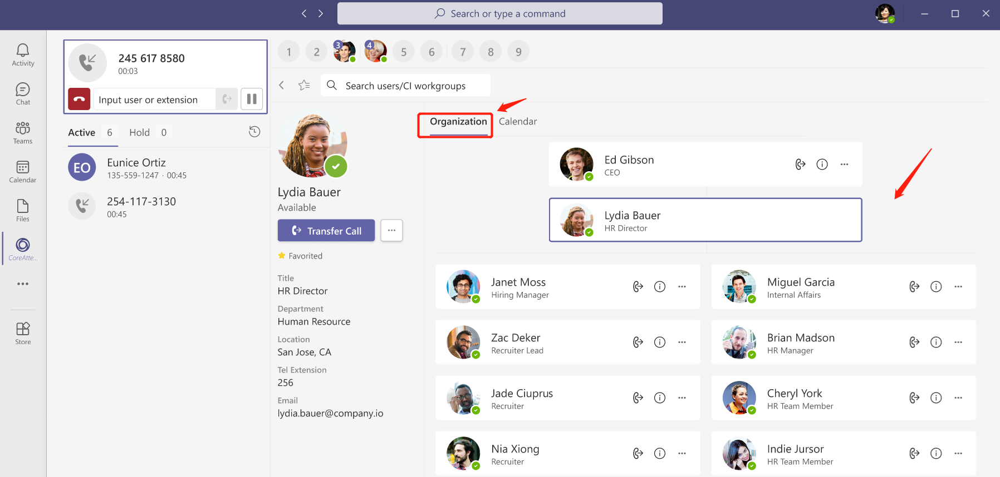 Search or type a command
Activity
Chat
Teams
Calendar
Files
CoreAtte...
Store
245 617 8580
00:03
Input user or extension
Active 6 Hold 0
EO
Eunice Ortiz
135-559-1247 · 00:45
254-117-3130
00:45
1 2 3 4 5 6 7 8 9
Search users/CI workgroups
Lydia Bauer
Available
Transfer Call
Favorited
Title
HR Director
Department
Human Resource
Location
San Jose, CA
Tel Extension
256
Email
lydia.bauer@company.io
Organization Calendar
Ed Gibson
CEO
Lydia Bauer
HR Director
Janet Moss
Hiring Manager
Miguel Garcia
Internal Affairs
Zac Deker
Recruiter Lead
Brian Madson
HR Manager
Jade Ciuprus
Recruiter
Cheryl York
HR Team Member
Nia Xiong
Recruiter
Indie Jursor
HR Team Member